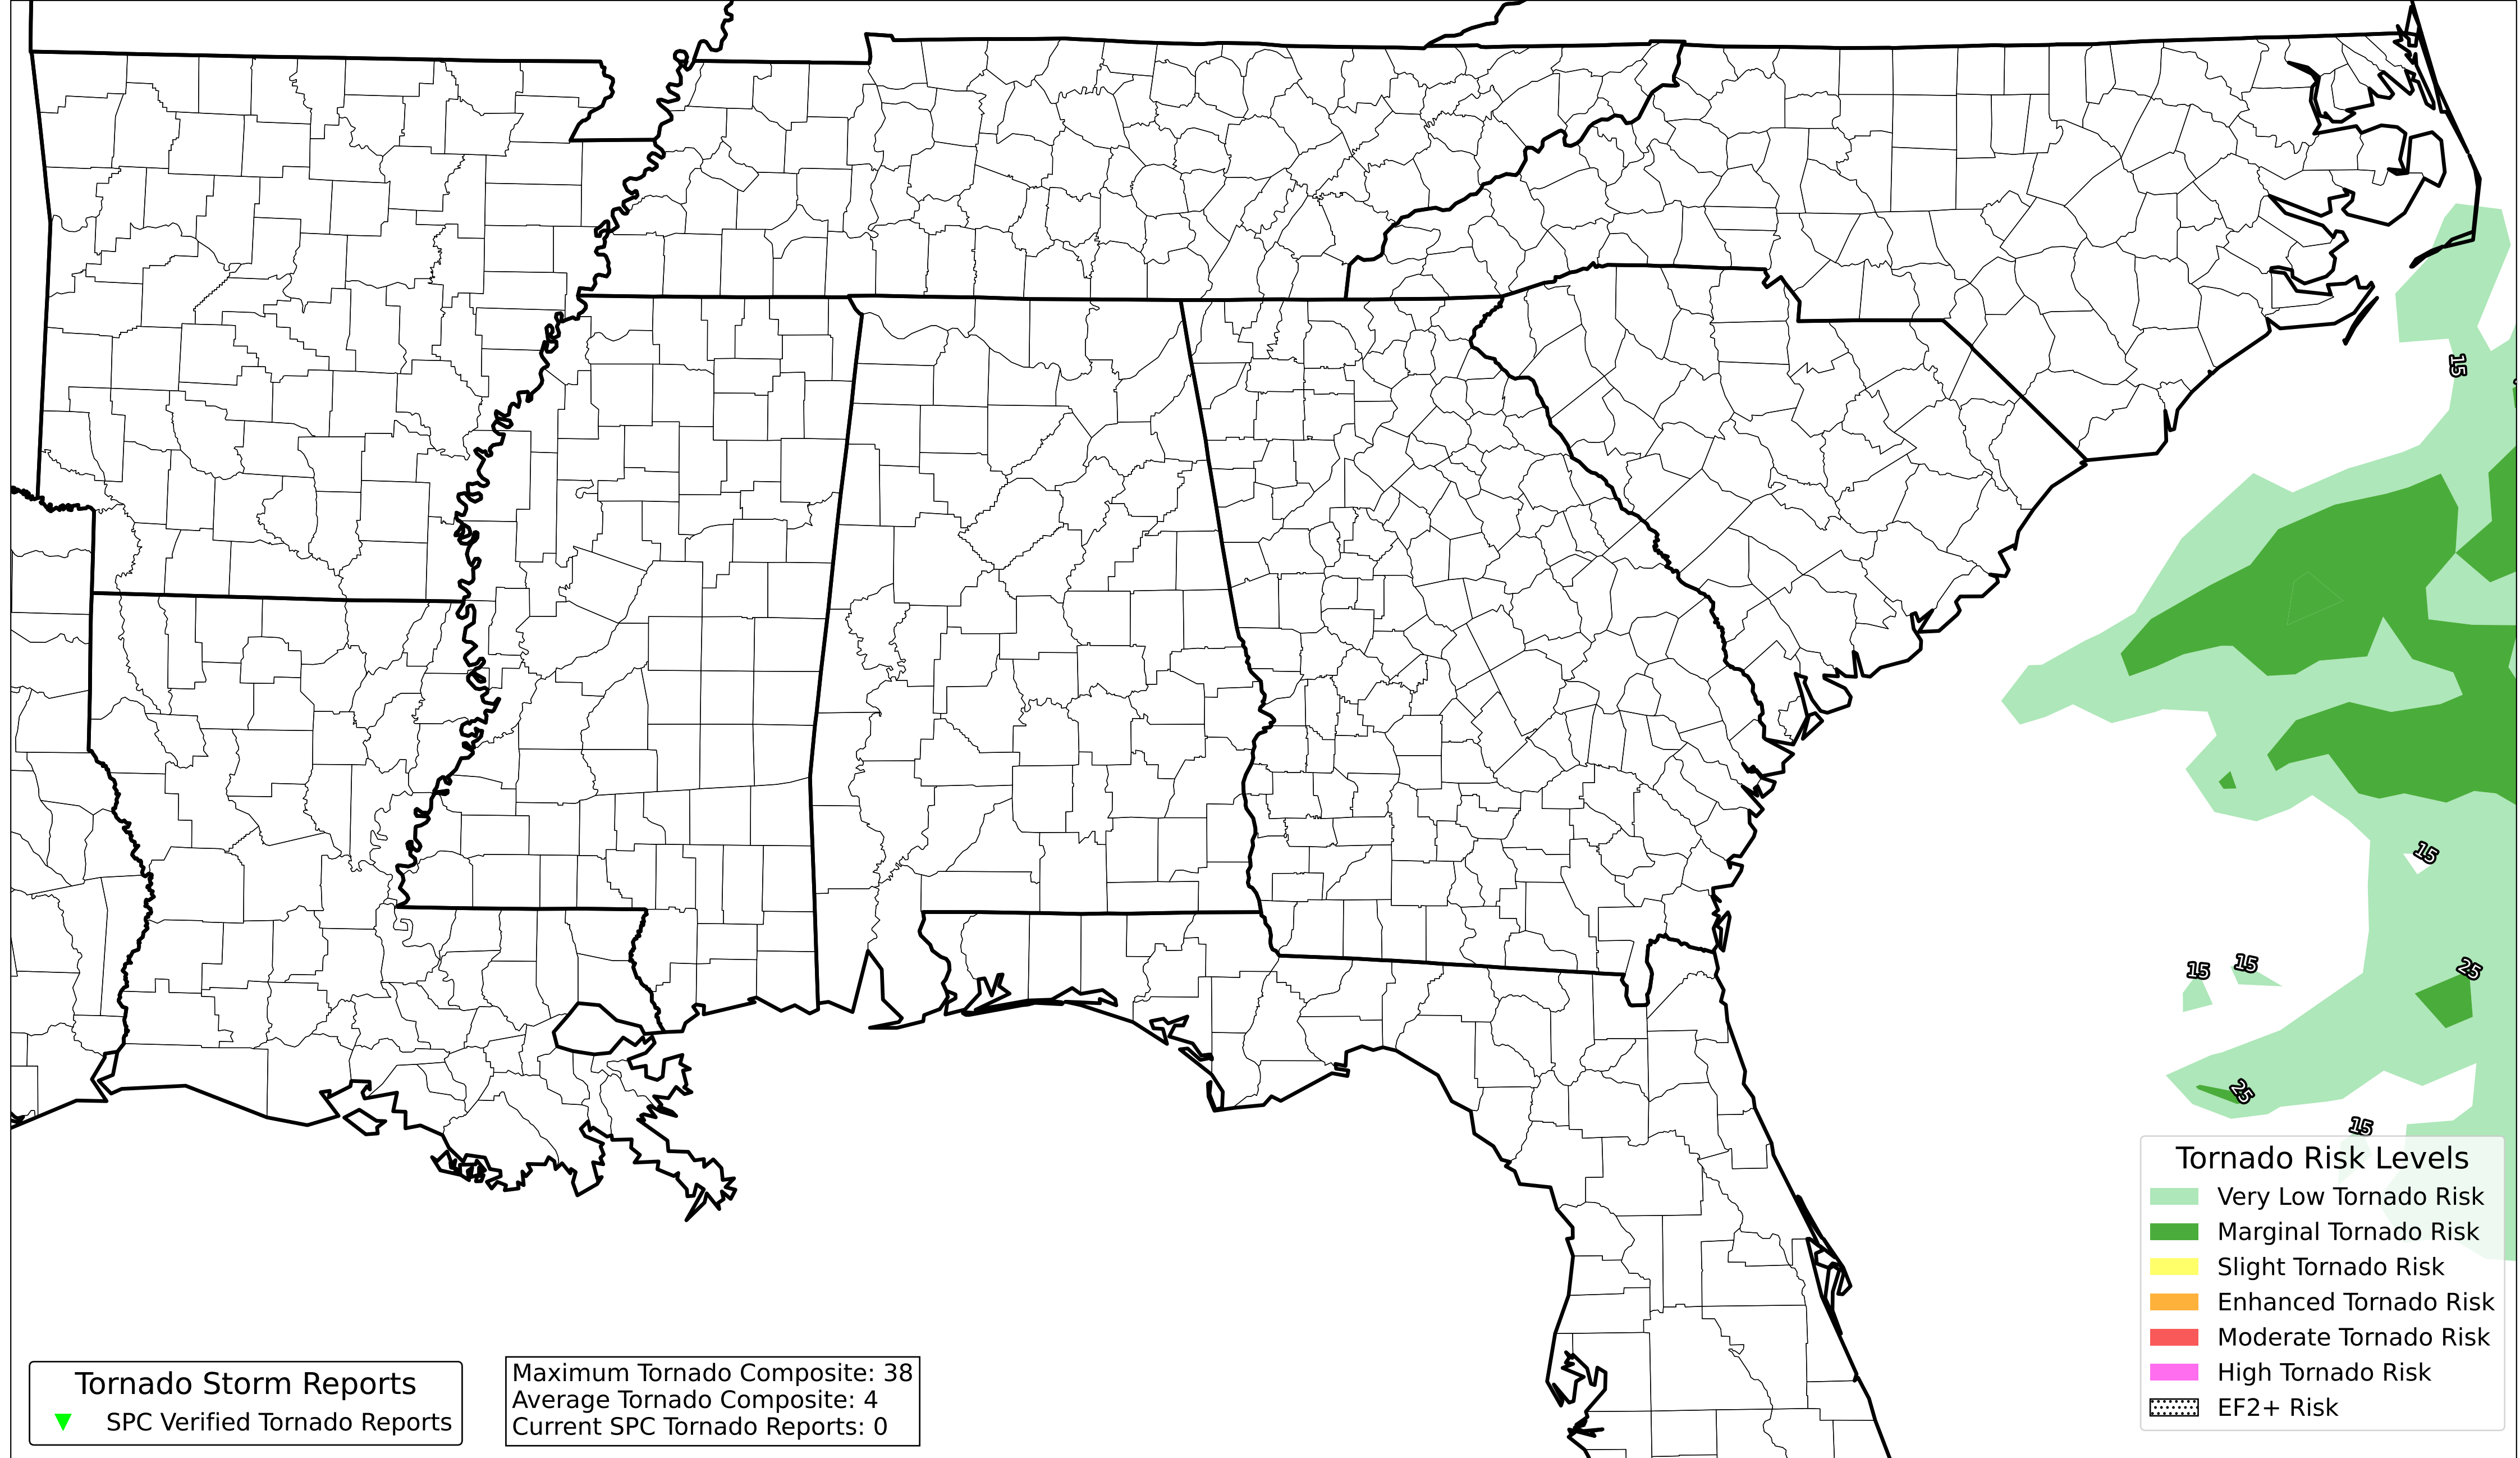 15
15
15
15
25
25
15
Tornado Risk Levels
Very Low Tornado Risk
Marginal Tornado Risk
Slight Tornado Risk
Enhanced Tornado Risk
Moderate Tornado Risk
High Tornado Risk
EF2+ Risk
Tornado Storm Reports
SPC Verified Tornado Reports
Maximum Tornado Composite: 38
Average Tornado Composite: 4
Current SPC Tornado Reports: 0